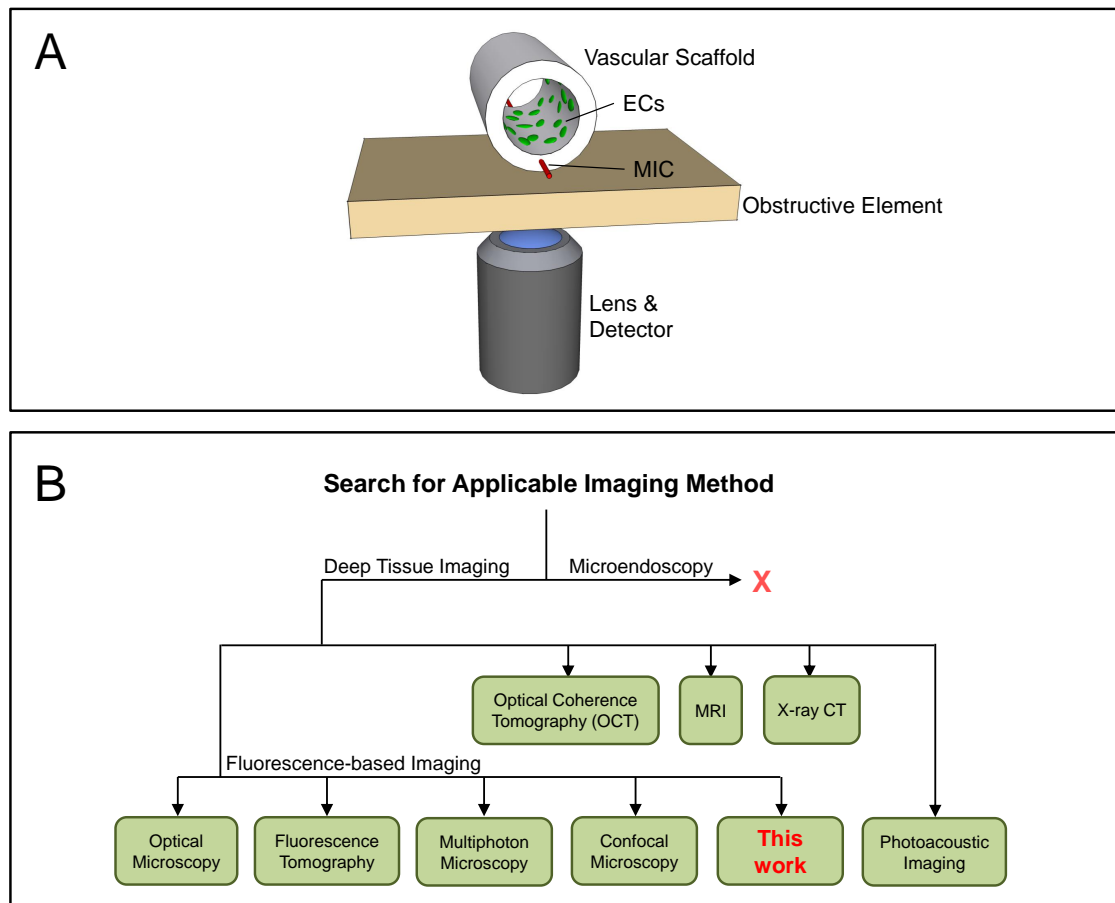 A
Vascular Scaffold
ECs
MIC
Obstructive Element
Lens &
Detector
B
Search for Applicable Imaging Method
Deep Tissue Imaging
Microendoscopy
X
Optical Coherence
Tomography (OCT)
MRI
X-ray CT
Fluorescence-based Imaging
Optical
Microscopy
Fluorescence
Tomography
Multiphoton
Microscopy
Confocal
Microscopy
This
work
Photoacoustic
Imaging